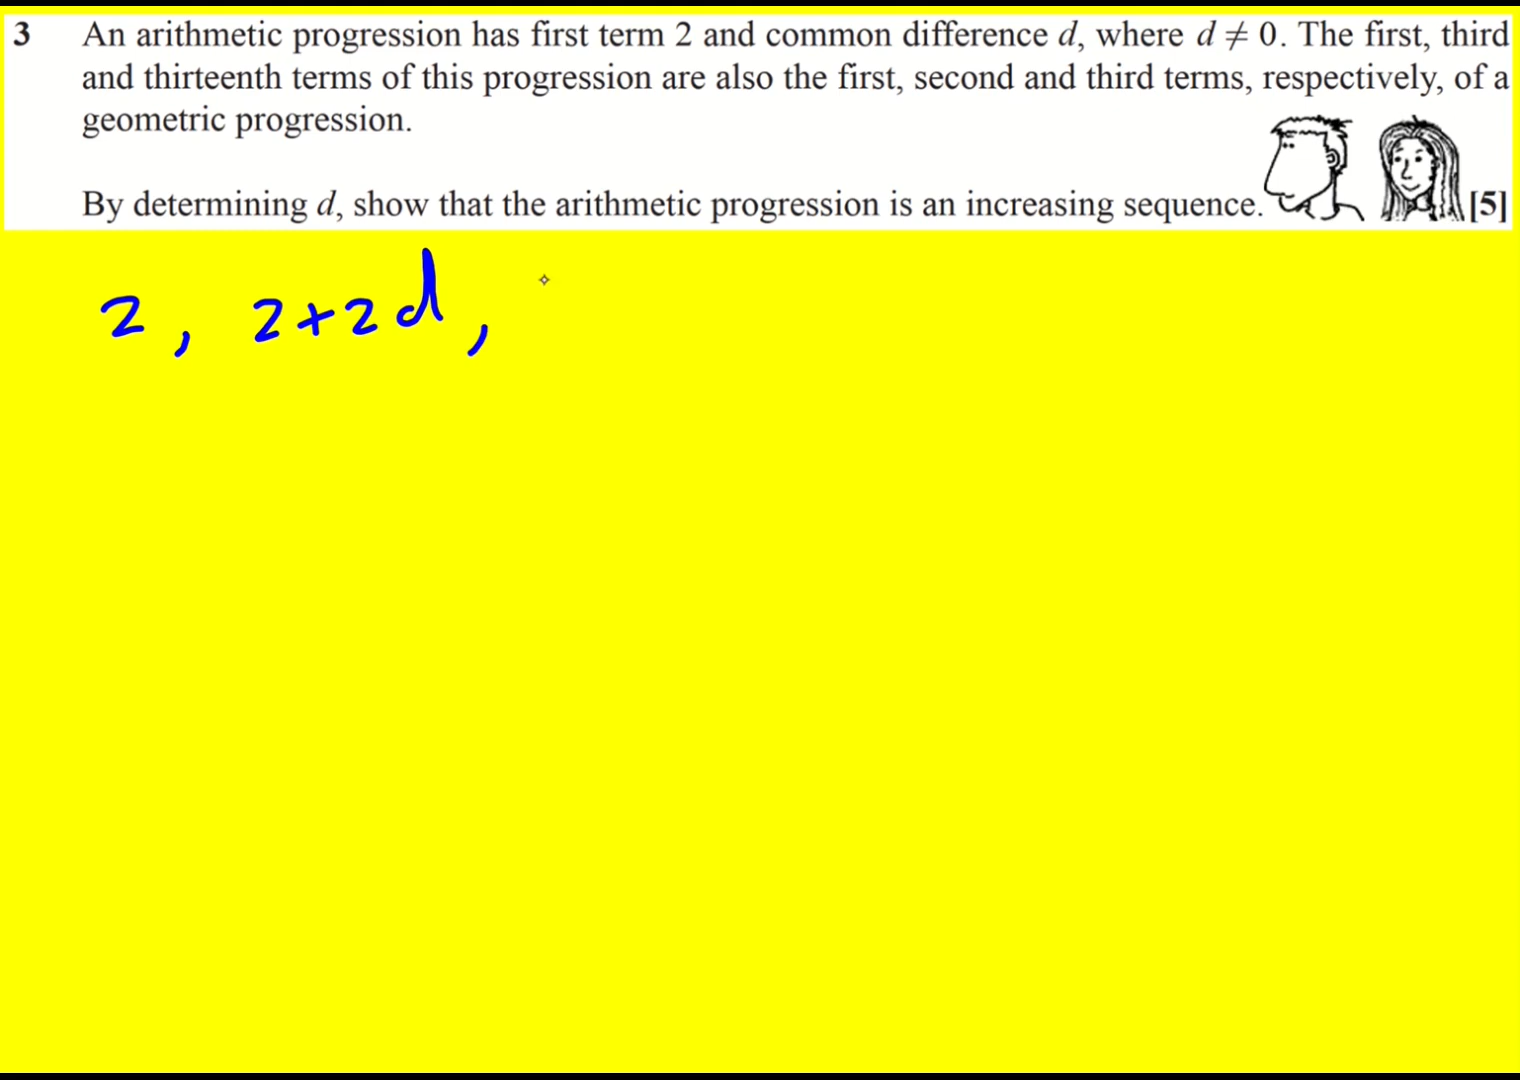 3 An arithmetic progression has first term 2 and common difference d, where d ≠ 0. The first, third
and thirteenth terms of this progression are also the first, second and third terms, respectively, of a
geometric progression.
By determining d, show that the arithmetic progression is an increasing sequence. [5]
2, 2+2d,